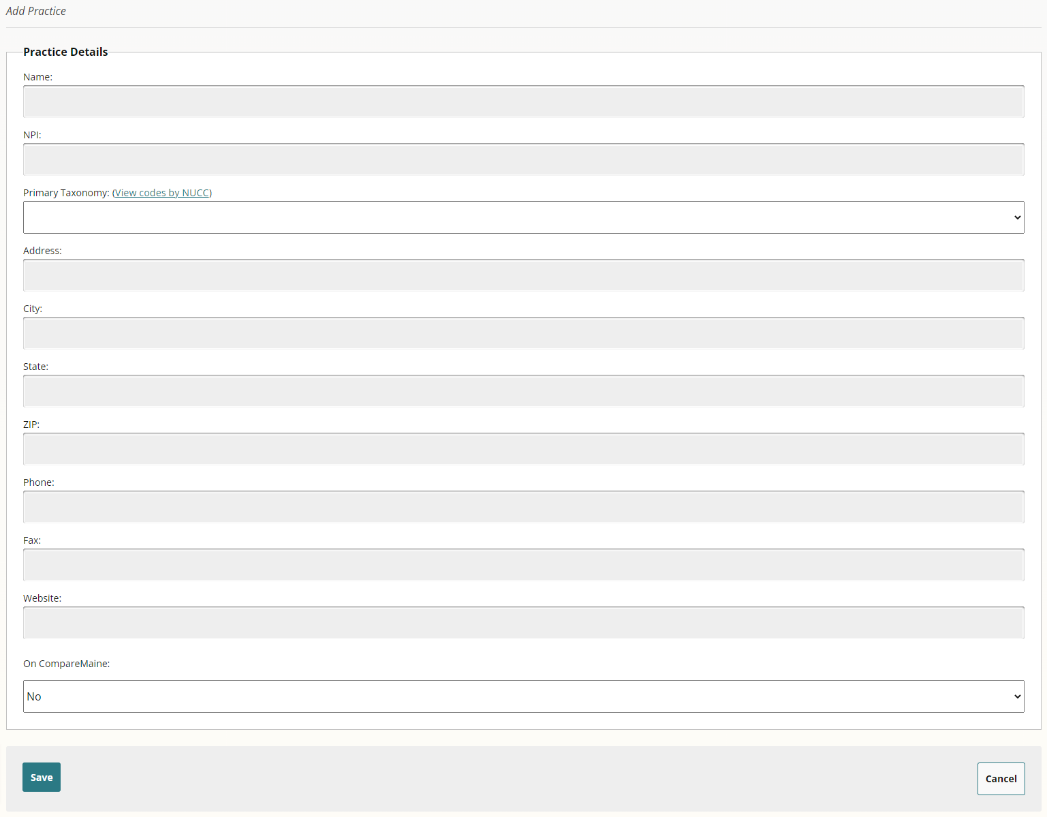 Add Practice
Practice Details
Name:
NPI:
Primary Taxonomy: (View codes by NUCC)
Address:
City:
State:
ZIP:
Phone:
Fax:
Website:
On CompareMaine:
No
Save
Cancel